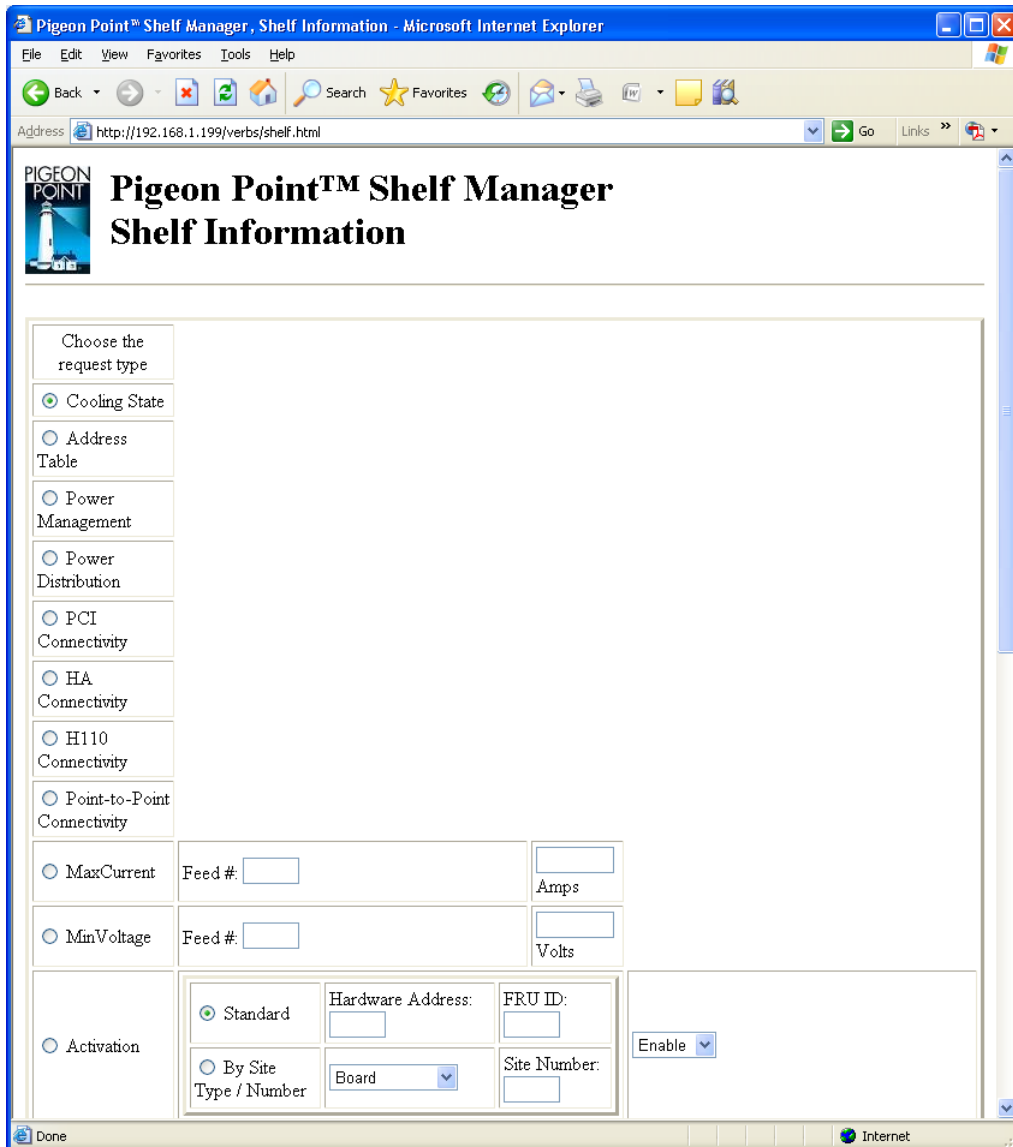 Pigeon Point™ Shelf Manager, Shelf Information - Microsoft Internet Explorer
File Edit View Favorites Tools Help
Back Search Favorites
Address http://192.168.1.199/verbs/shelf.html Go Links »
PIGEON
POINT
Pigeon Point™ Shelf Manager
Shelf Information
Choose the
request type
Cooling State
Address
Table
Power
Management
Power
Distribution
PCI
Connectivity
HA
Connectivity
H110
Connectivity
Point-to-Point
Connectivity
MaxCurrent Feed #: Amps
MinVoltage Feed #: Volts
Activation
Standard Hardware Address: FRU ID:
By Site
Type / Number
Board
Site Number:
Enable
Done Internet